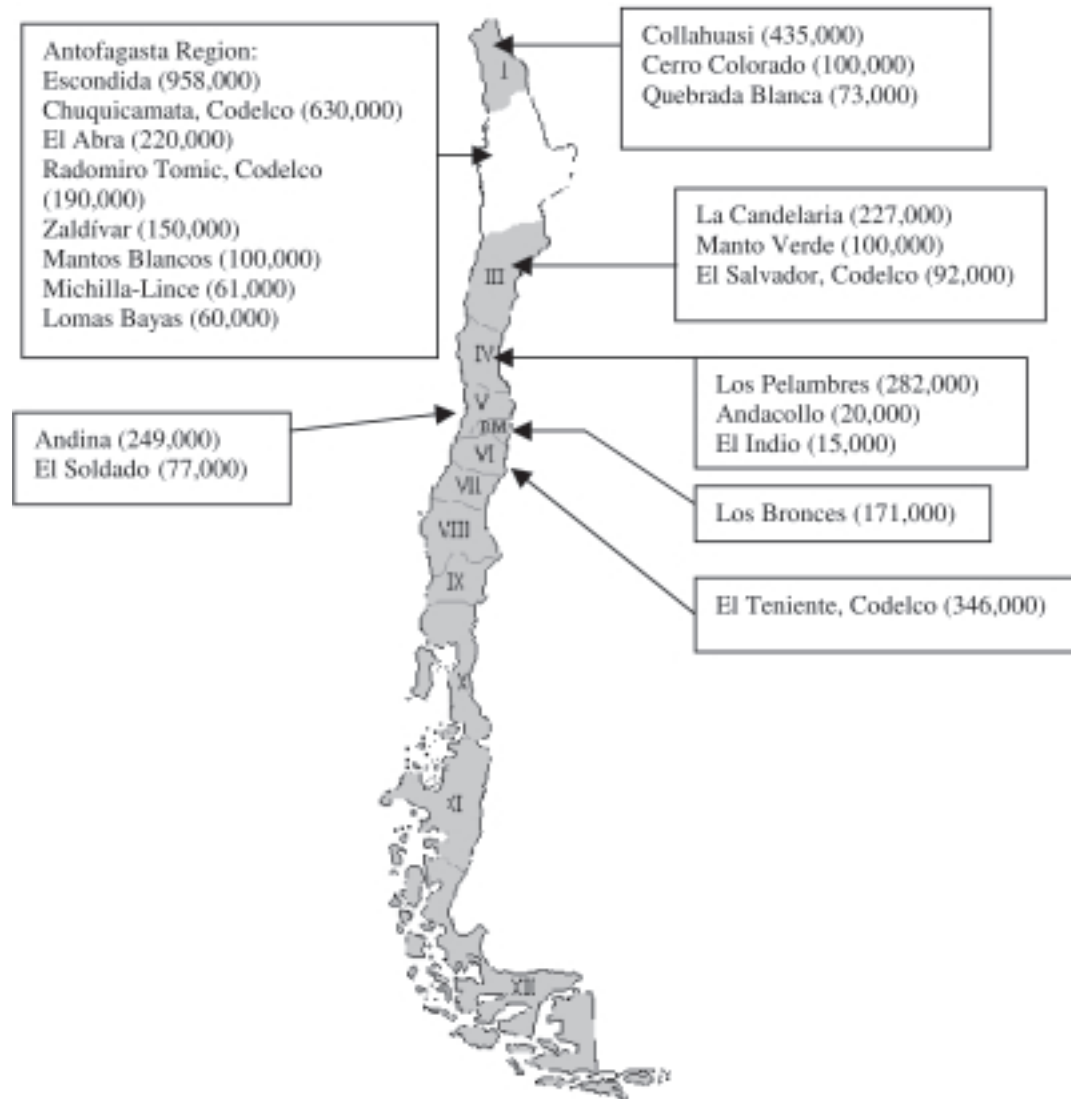 Antofagasta Region:
Escondida (958,000)
Chuquicamata, Codelco (630,000)
El Abra (220,000)
Radomiro Tomic, Codelco
(190,000)
Zaldívar (150,000)
Mantos Blancos (100,000)
Michilla-Lince (61,000)
Lomas Bayas (60,000)
Collahuasi (435,000)
Cerro Colorado (100,000)
Quebrada Blanca (73,000)
La Candelaria (227,000)
Manto Verde (100,000)
El Salvador, Codelco (92,000)
Los Pelambres (282,000)
Andacollo (20,000)
El Indio (15,000)
Andina (249,000)
El Soldado (77,000)
Los Bronces (171,000)
El Teniente, Codelco (346,000)
I
III
IV
V
RM
VI
VII
VIII
IX
X
XI
XII